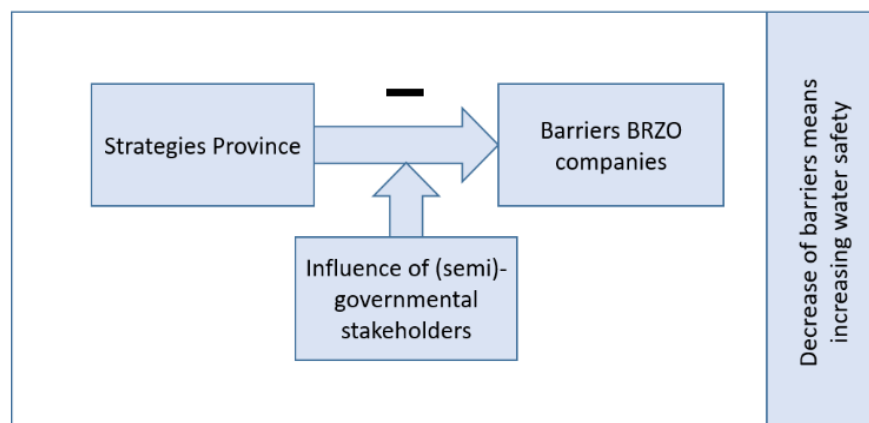 Strategies Province
Barriers BRZO
companies
Influence of (semi)-
governmental
stakeholders
Decrease of barriers means
increasing water safety